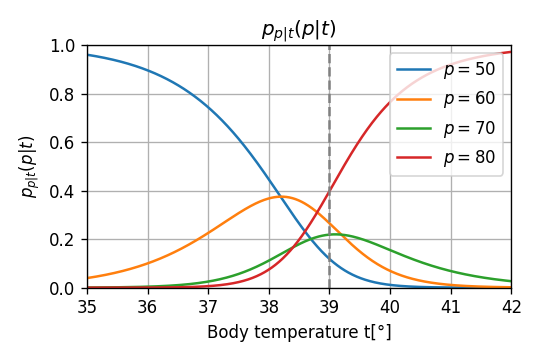 p_{p|t}(p|t)
1.0
0.8
0.6
0.4
0.2
0.0
p_{p|t}(p|t)
p = 50
p = 60
p = 70
p = 80
35 36 37 38 39 40 41 42
Body temperature t[°]